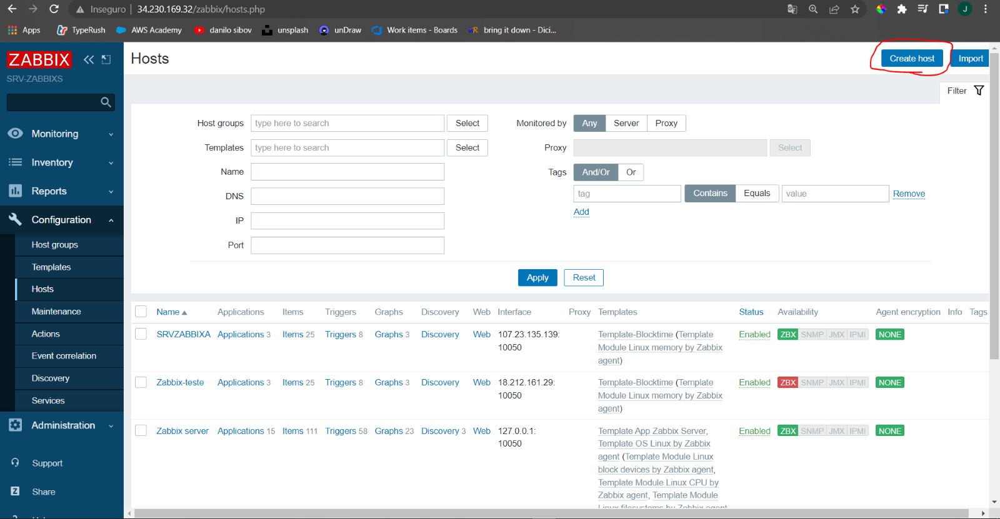 Inseguro | 34.230.169.32/zabbix/hosts.php
J
Apps TypeRush AWS Academy danilo sibov unsplash unDraw Work items - Boards bring it down - Dici...
ZABBIX
SRV-ZABBIXS
Monitoring
Inventory
Reports
Configuration
Host groups
Templates
Hosts
Maintenance
Actions
Event correlation
Discovery
Services
Administration
Support
Z Share
Hosts
Create host Import
Filter
Host groups type here to search Select
Templates type here to search Select
Name
DNS
IP
Port
Monitored by Any Server Proxy
Proxy Select
Tags And/Or Or
tag Contains Equals value Remove
Add
Apply Reset
Name Applications Items Triggers Graphs Discovery Web Interface Proxy Templates Status Availability Agent encryption Info Tags
SRVZABBIXA Applications 3 Items 25 Triggers 8 Graphs 3 Discovery Web 107.23.135.139: Template-Blocktime (Template Enabled ZBX SNMP JMX IPMI NONE
10050 Module Linux memory by Zabbix
agent)
Zabbix-teste Applications 3 Items 25 Triggers 8 Graphs 3 Discovery Web 18.212.161.29: Template-Blocktime (Template Enabled ZBX SNMP JMX IPMI NONE
10050 Module Linux memory by Zabbix
agent)
Zabbix server Applications 15 Items 111 Triggers 58 Graphs 23 Discovery 3 Web 127.0.0.1: Template App Zabbix Server, Enabled ZBX SNMP JMX IPMI NONE
10050 Template OS Linux by Zabbix
agent (Template Module Linux
block devices by Zabbix agent,
Template Module Linux CPU by
Zabbix agent, Template Module
Linux filesystems by Zabbix agent